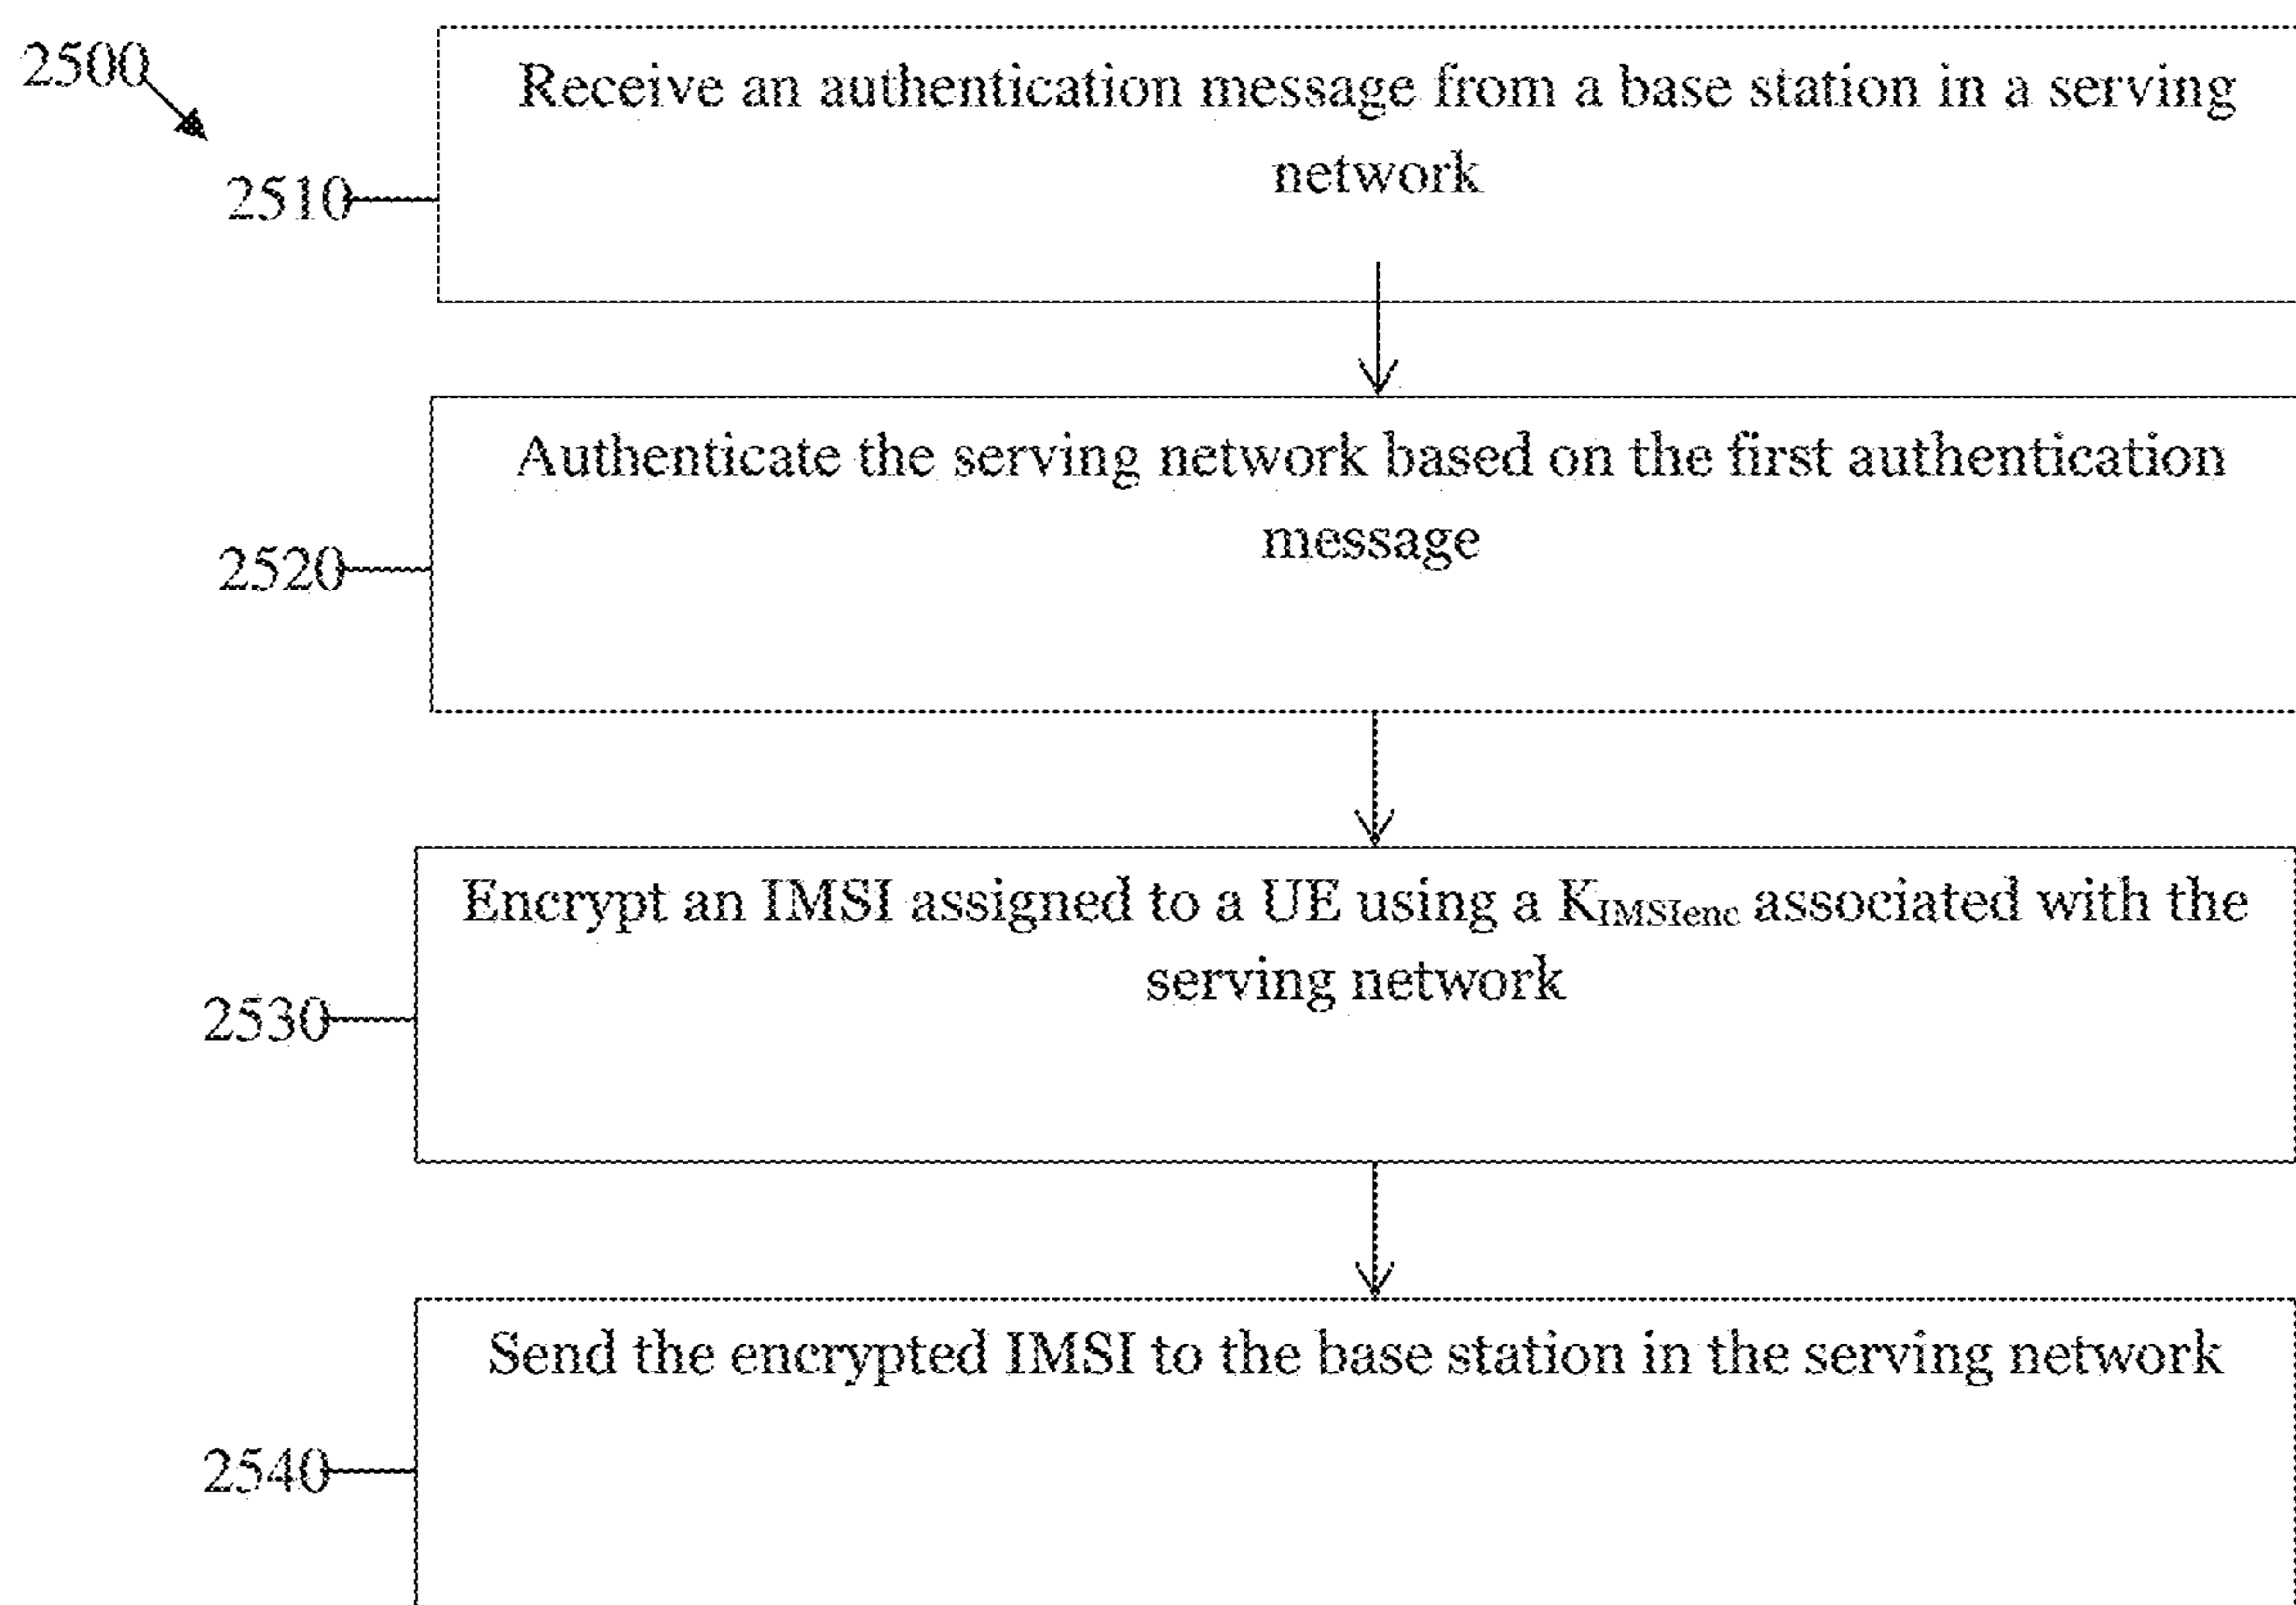 2500
Receive an authentication message from a base station in a serving
network
2510
Authenticate the serving network based on the first authentication
message
2520
Encrypt an IMSI assigned to a UE using a KIMSIenc associated with the
serving network
2530
Send the encrypted IMSI to the base station in the serving network
2540